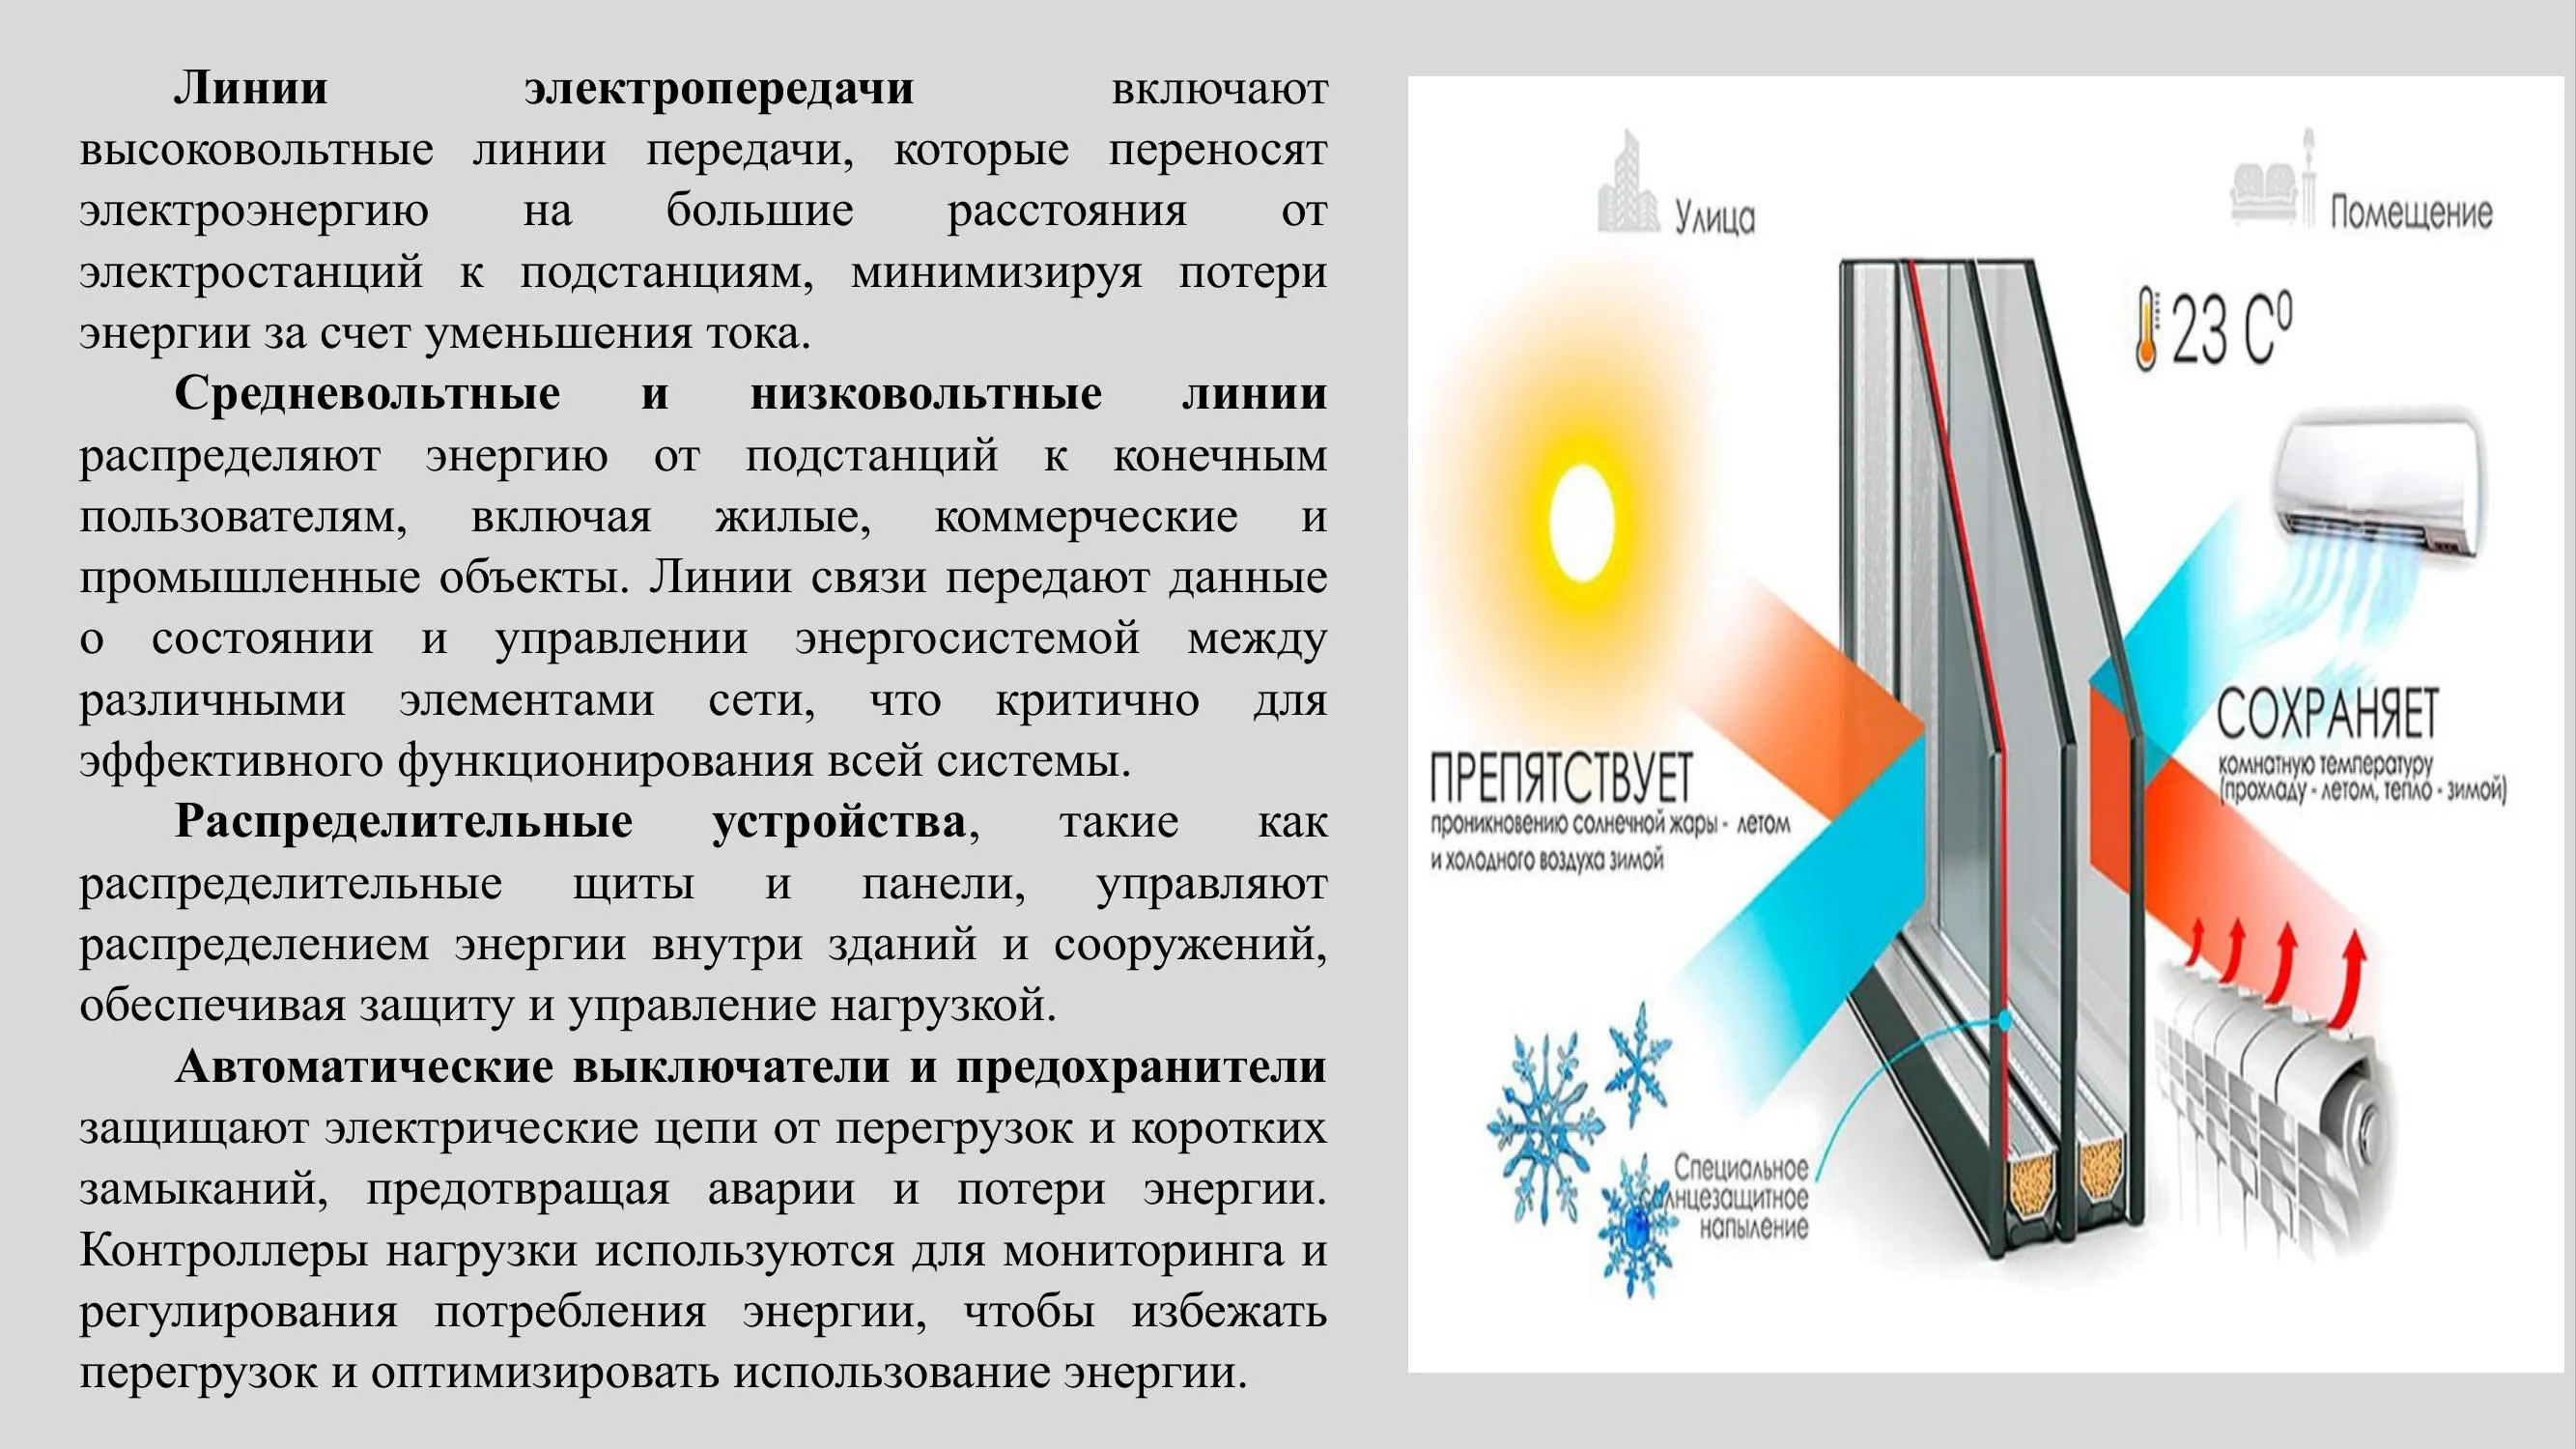 Линии электропередачи включают
высоковольтные линии передачи, которые переносят
электроэнергию на большие расстояния от
электростанций к подстанциям, минимизируя потери
энергии за счет уменьшения тока.
Средневольтные и низковольтные линии
распределяют энергию от подстанций к конечным
пользователям, включая жилые, коммерческие и
промышленные объекты. Линии связи передают данные
о состоянии и управлении энергосистемой между
различными элементами сети, что критично для
эффективного функционирования всей системы.
Распределительные устройства, такие как
распределительные щиты и панели, управляют
распределением энергии внутри зданий и сооружений,
обеспечивая защиту и управление нагрузкой.
Автоматические выключатели и предохранители
защищают электрические цепи от перегрузок и коротких
замыканий, предотвращая аварии и потери энергии.
Контроллеры нагрузки используются для мониторинга и
регулирования потребления энергии, чтобы избежать
перегрузок и оптимизировать использование энергии.
Улица
Помещение
23 C⁰
ПРЕПЯТСТВУЕТ
проникновению солнечной жары - летом
и холодного воздуха зимой
СОХРАНЯЕТ
комнатную температуру
(прохладу - летом, тепло - зимой)
Специальное
солнцезащитное
напыление